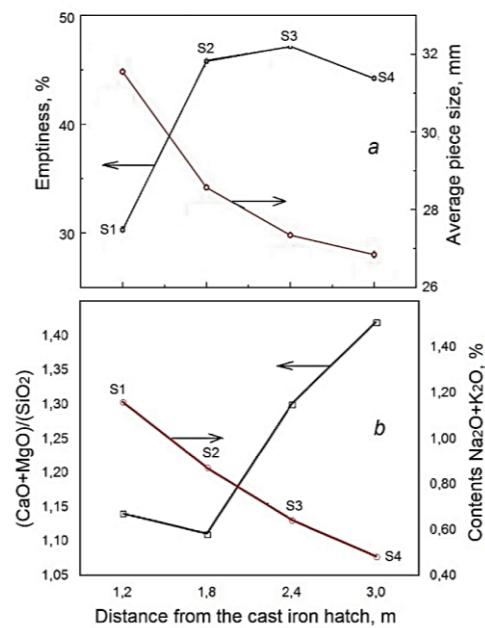 50
40
30
Emptiness, %
S1
S2
S3
S4
a
32
30
28
26
Average piece size, mm
1,40
1,35
1,30
1,25
1,20
1,15
1,10
1,05
(CaO+MgO)/(SiO2)
S1
S2
S3
S4
b
1,40
1,20
1,00
0,80
0,60
0,40
Contents Na2O+K2O, %
1,2 1,8 2,4 3,0
Distance from the cast iron hatch, m